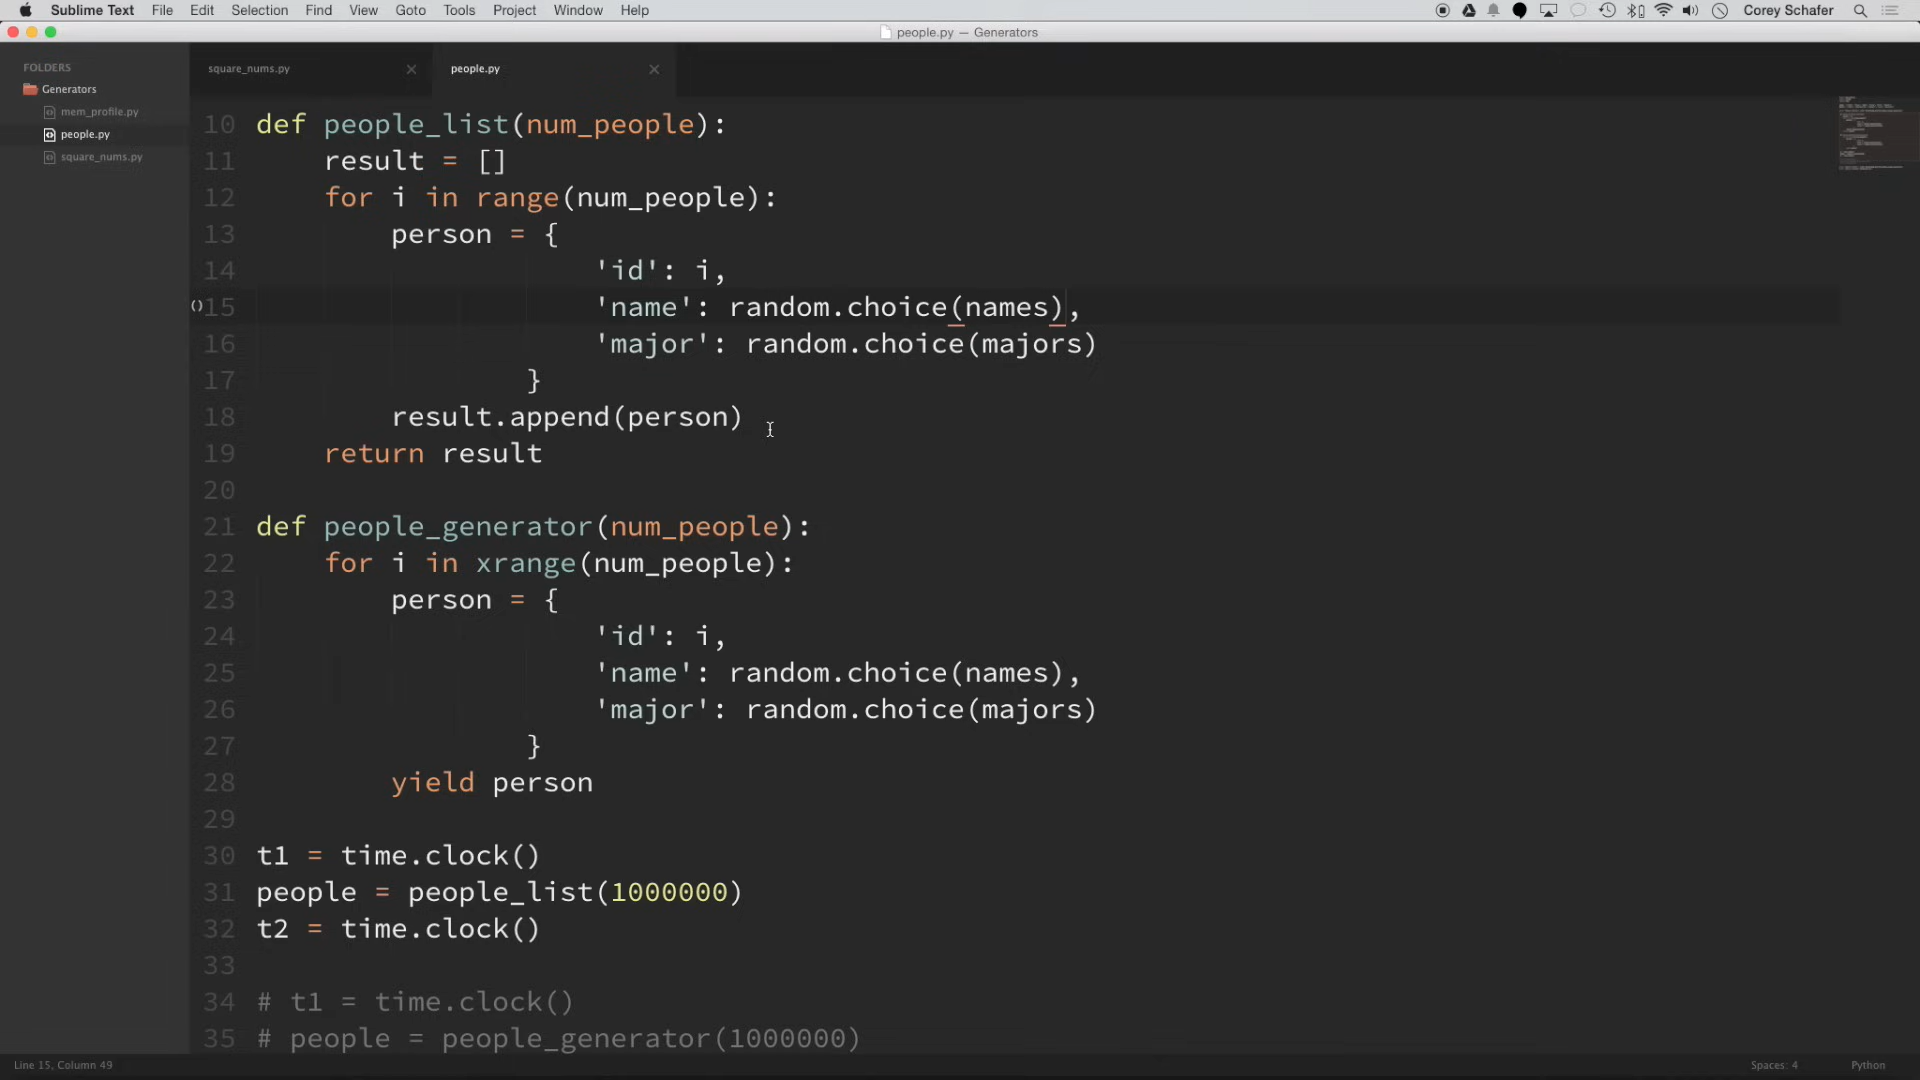 Sublime Text File Edit Selection Find View Goto Tools Project Window Help Corey Schafer
people.py — Generators
FOLDERS
Generators
mem_profile.py
people.py
square_nums.py
square_nums.py people.py
10 def people_list(num_people):
11     result = []
12     for i in range(num_people):
13         person = {
14                     'id': i,
15                     'name': random.choice(names),
16                     'major': random.choice(majors)
17                 }
18         result.append(person)
19     return result
20
21 def people_generator(num_people):
22     for i in xrange(num_people):
23         person = {
24                     'id': i,
25                     'name': random.choice(names),
26                     'major': random.choice(majors)
27                 }
28         yield person
29
30 t1 = time.clock()
31 people = people_list(1000000)
32 t2 = time.clock()
33
34 # t1 = time.clock()
35 # people = people_generator(1000000)
Line 15, Column 49 Spaces: 4 Python